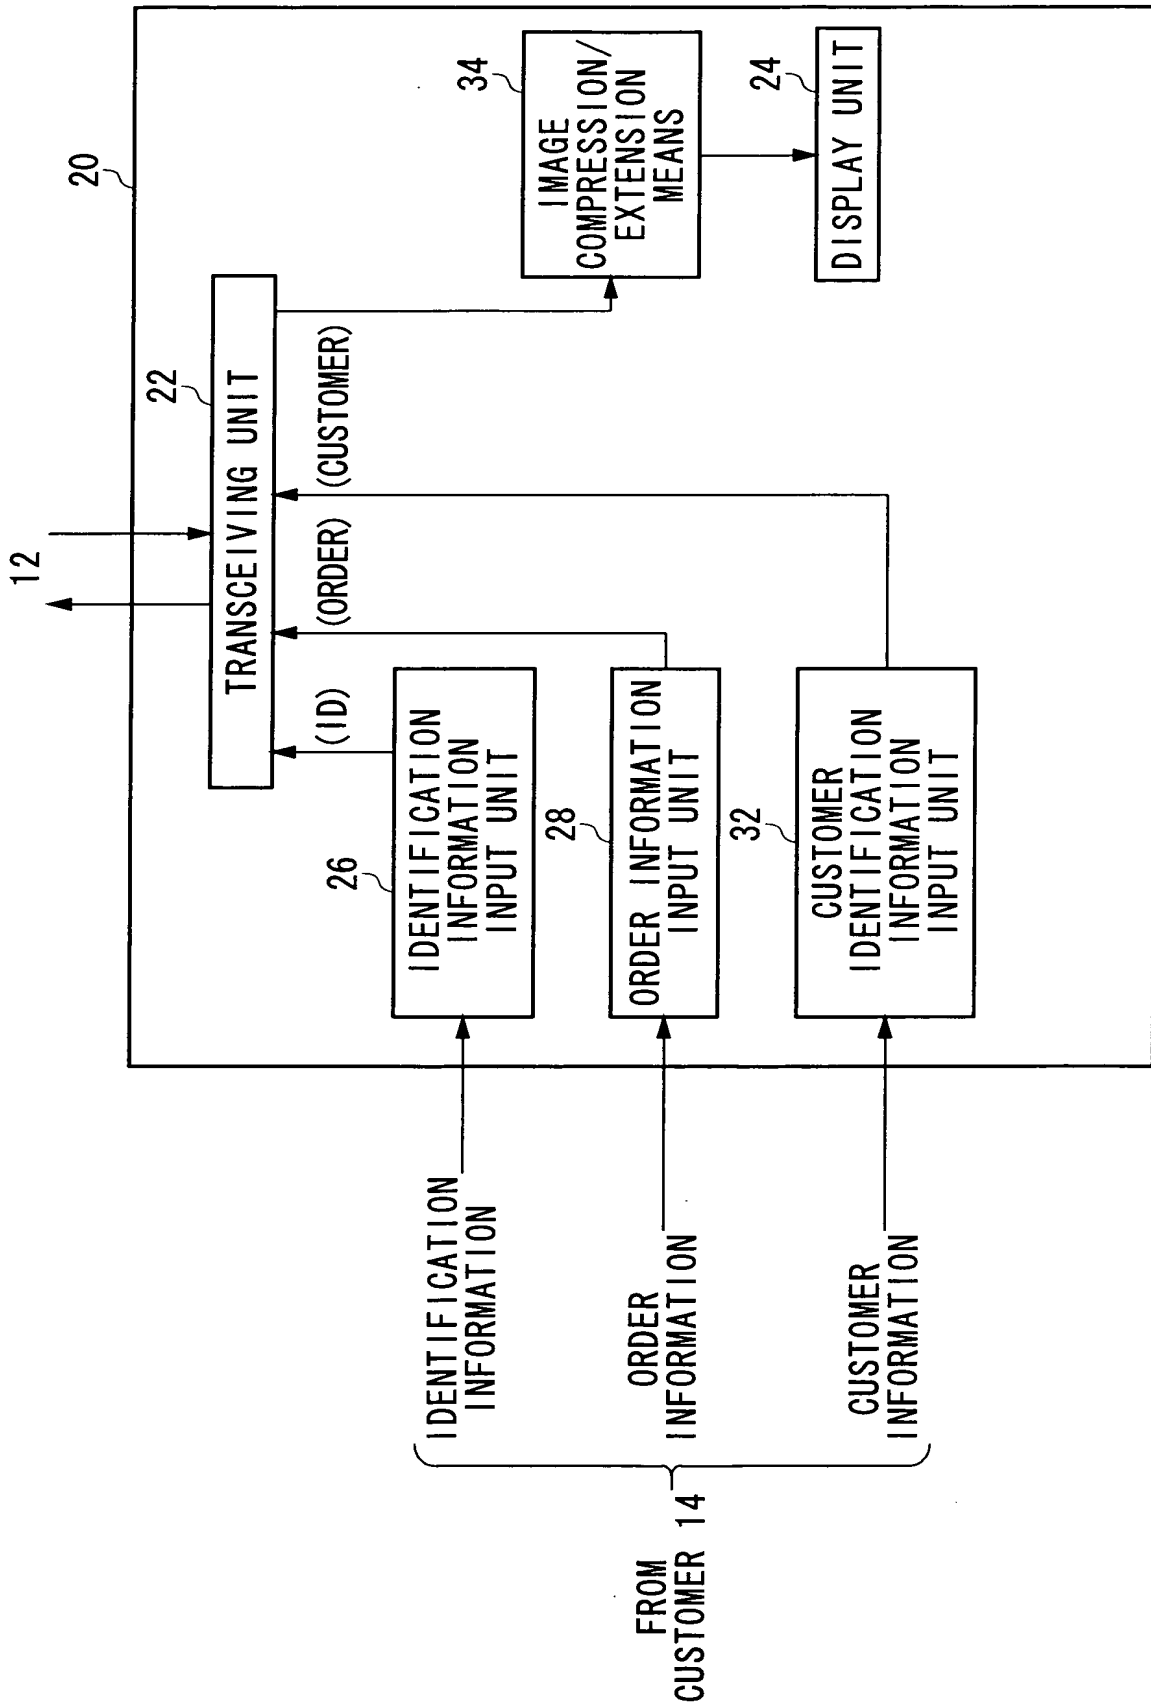 FROM
CUSTOMER 14
IDENTIFICATION
INFORMATION
ORDER
INFORMATION
CUSTOMER
INFORMATION
12
20
22
TRANSCEIVING UNIT
(ID)
(ORDER)
(CUSTOMER)
26
IDENTIFICATION
INFORMATION
INPUT UNIT
28
ORDER INFORMATION
INPUT UNIT
32
CUSTOMER
IDENTIFICATION
INFORMATION
INPUT UNIT
34
IMAGE
COMPRESSION/
EXTENSION
MEANS
24
DISPLAY UNIT